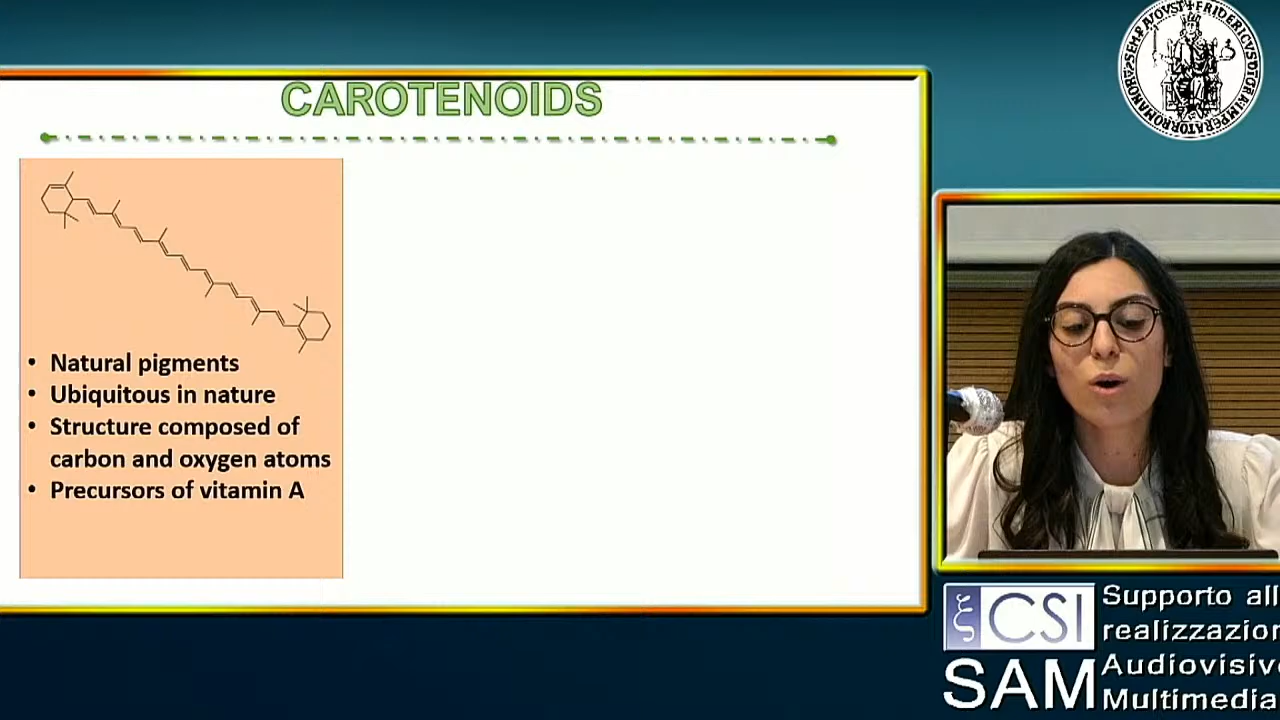 CAROTENOIDS
• Natural pigments
• Ubiquitous in nature
• Structure composed of
carbon and oxygen atoms
• Precursors of vitamin A
ξ CSI
SAM
Supporto all
realizzazion
Audiovisive
Multimedia